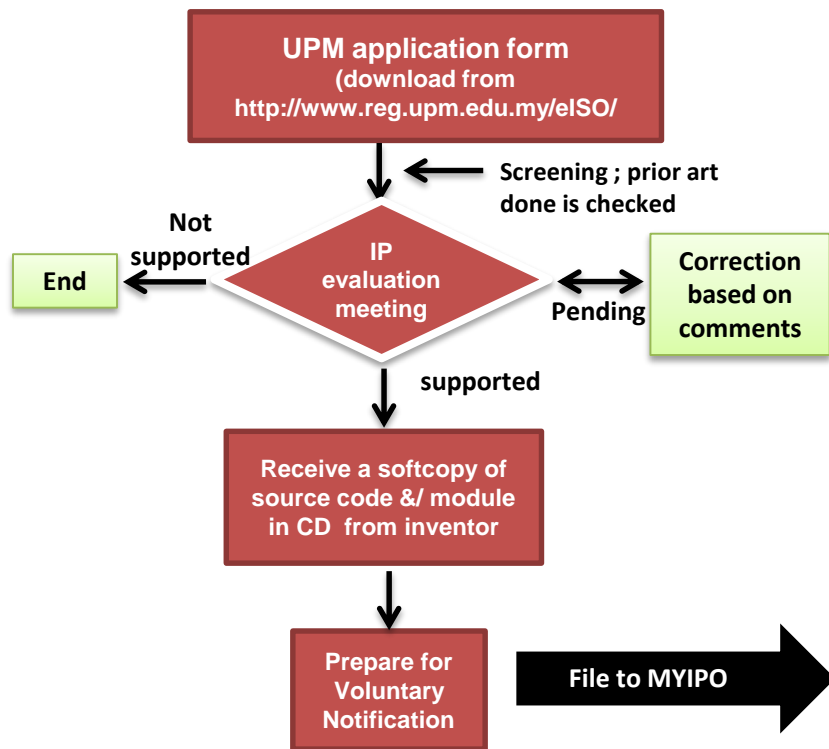 UPM application form
(download from
http://www.reg.upm.edu.my/eISO/
Screening ; prior art
done is checked
Not
supported
IP
evaluation
meeting
End
Pending
Correction
based on
comments
supported
Receive a softcopy of
source code &/ module
in CD from inventor
Prepare for
Voluntary
Notification
File to MYIPO